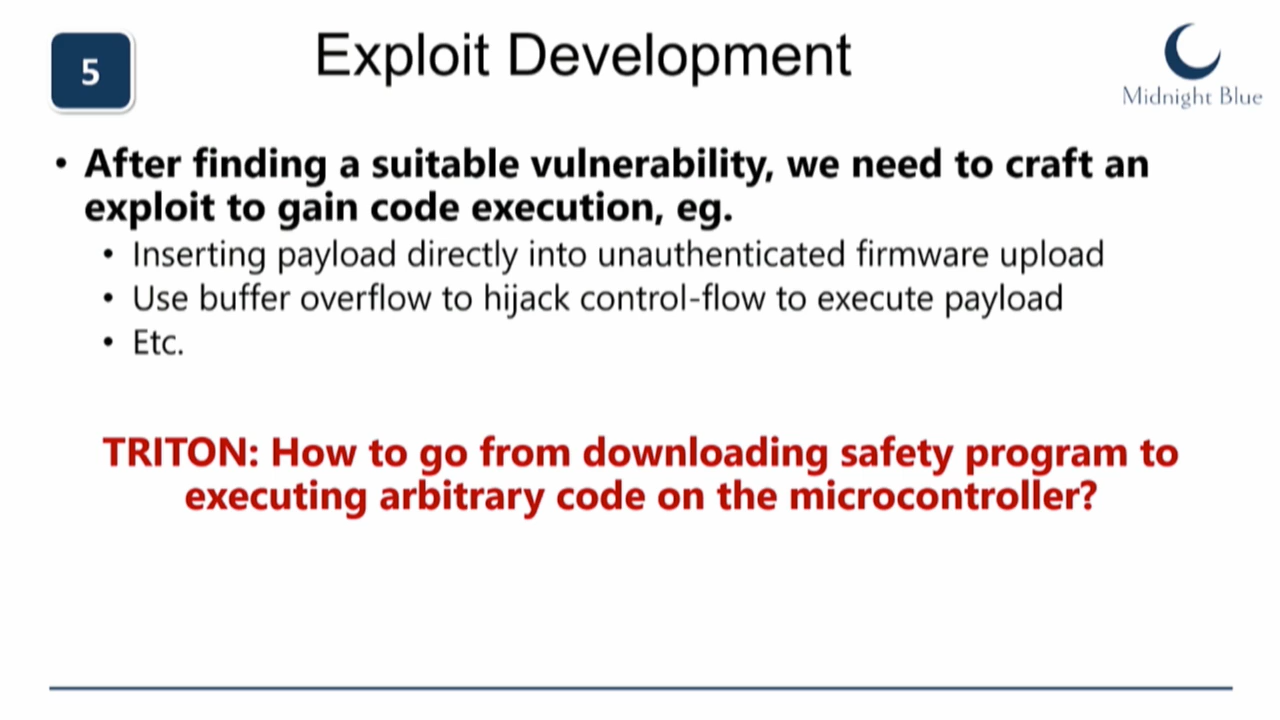 5
Exploit Development
Midnight Blue
• After finding a suitable vulnerability, we need to craft an
exploit to gain code execution, eg.
• Inserting payload directly into unauthenticated firmware upload
• Use buffer overflow to hijack control-flow to execute payload
• Etc.
TRITON: How to go from downloading safety program to
executing arbitrary code on the microcontroller?